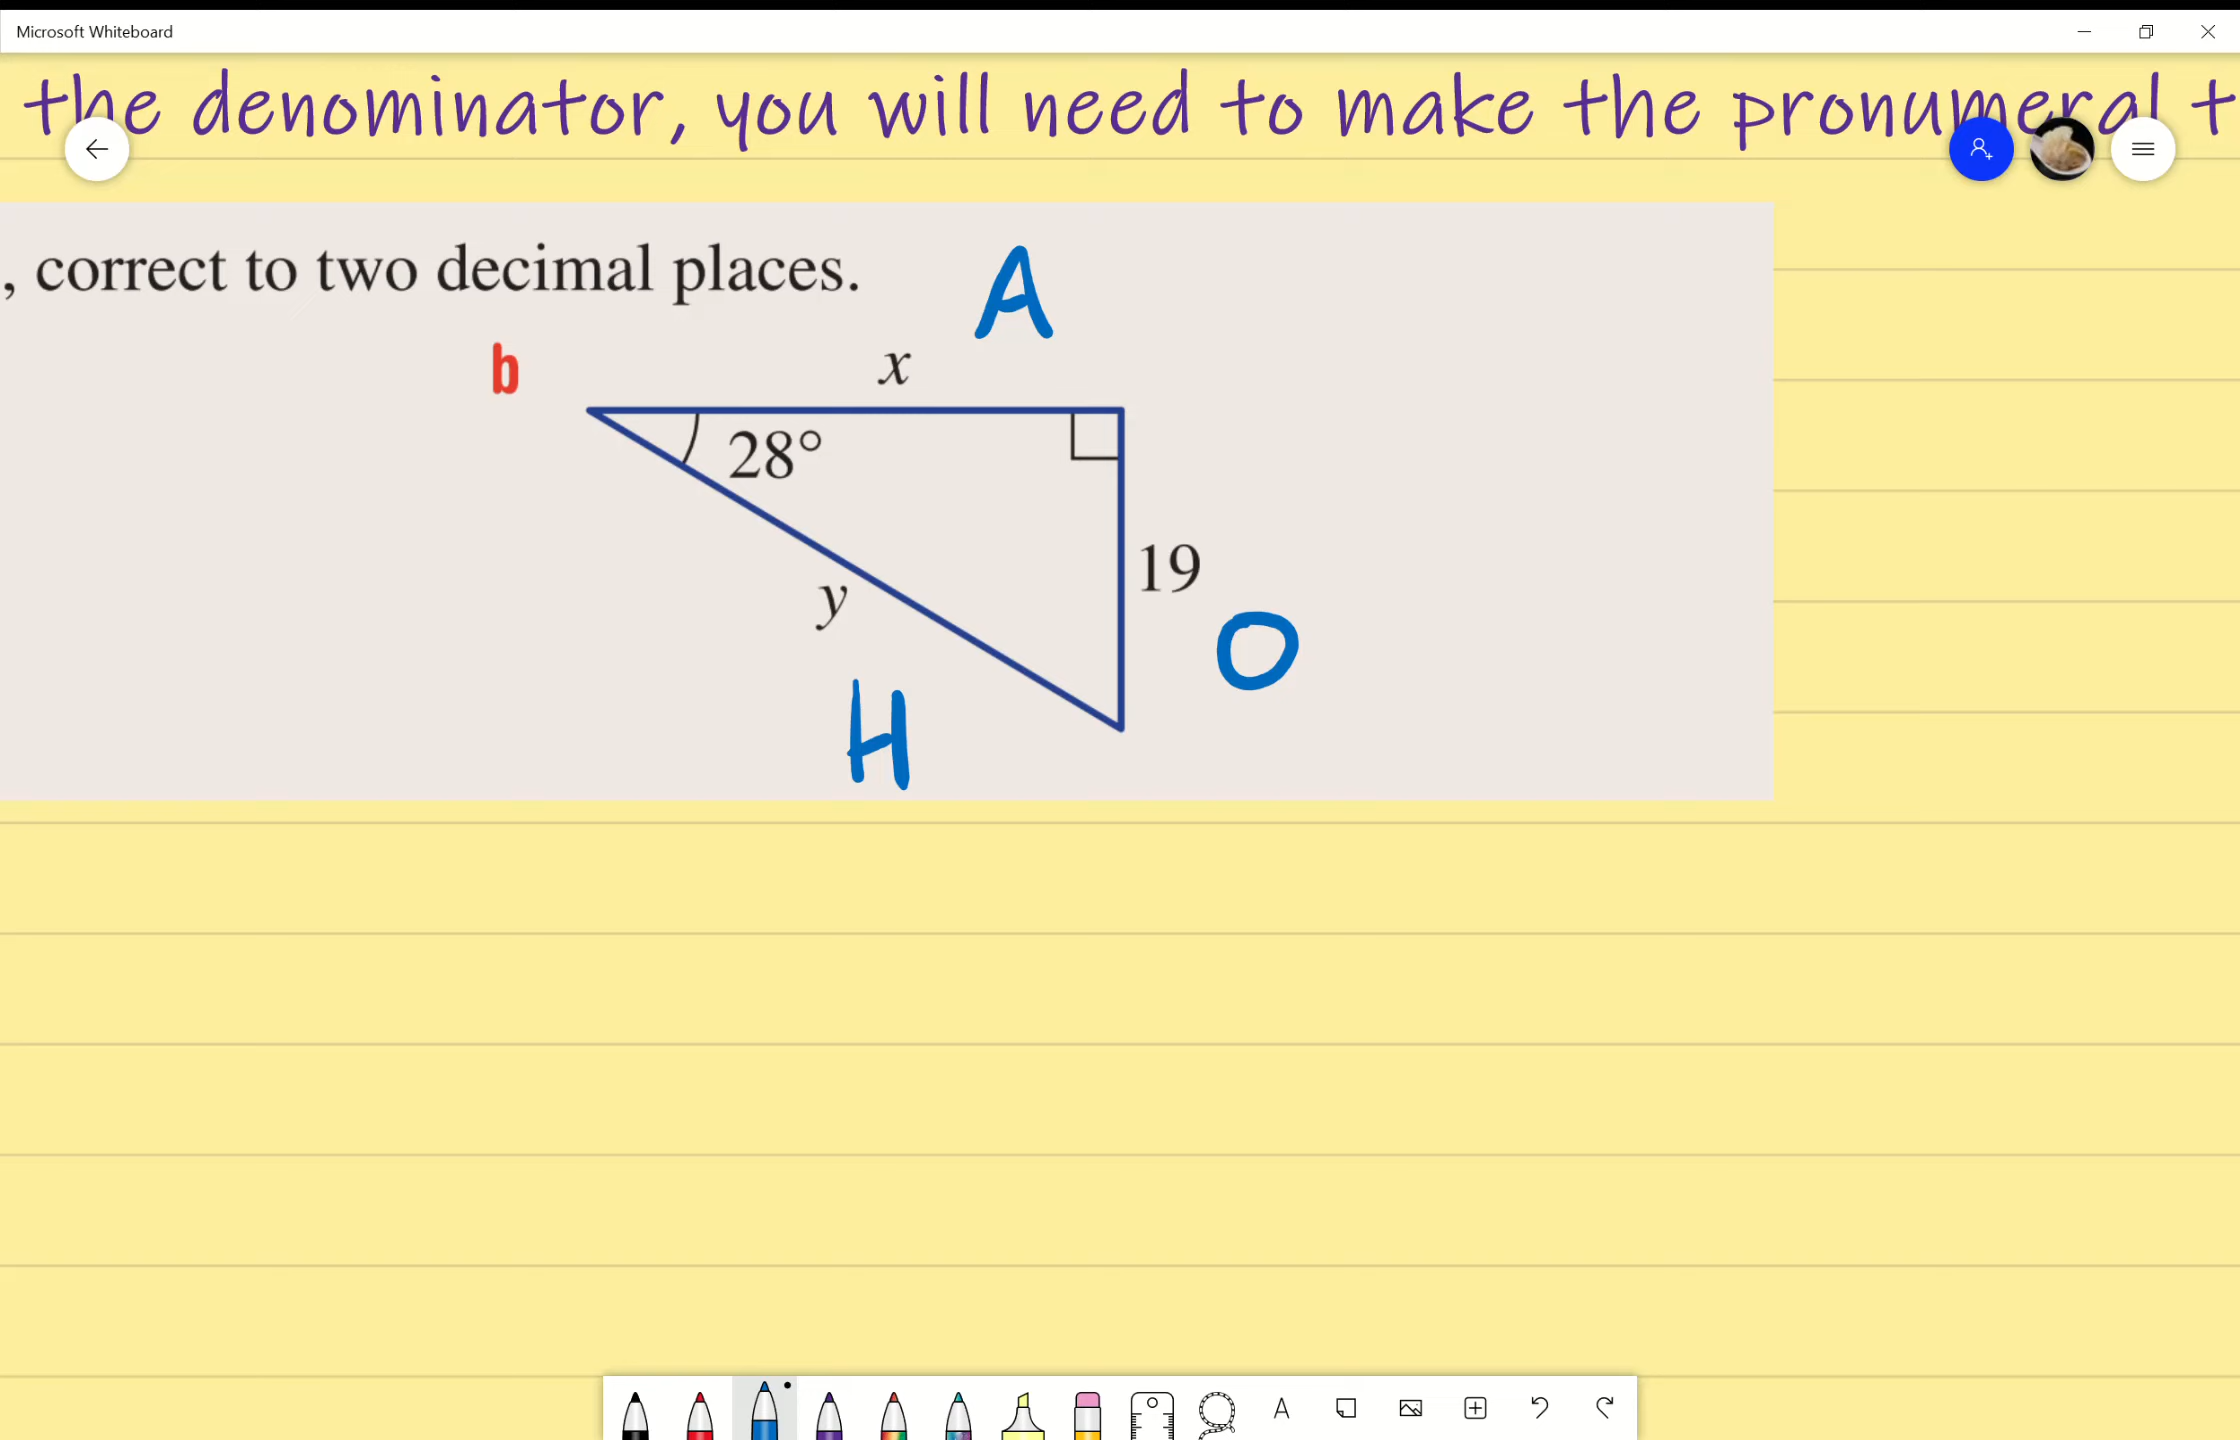 Microsoft Whiteboard
the denominator, you will need to make the pronumeral t
, correct to two decimal places.
A
b
x
28°
19
y
O
H
A